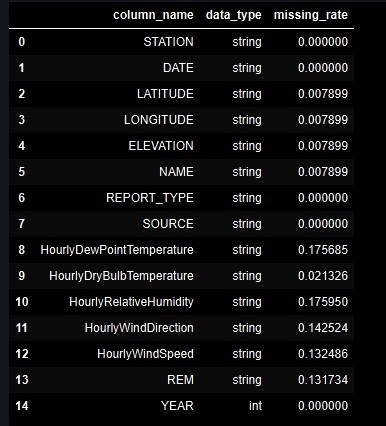 column_name data_type missing_rate
0 STATION string 0.000000
1 DATE string 0.000000
2 LATITUDE string 0.007899
3 LONGITUDE string 0.007899
4 ELEVATION string 0.007899
5 NAME string 0.007899
6 REPORT_TYPE string 0.000000
7 SOURCE string 0.000000
8 HourlyDewPointTemperature string 0.175685
9 HourlyDryBulbTemperature string 0.021326
10 HourlyRelativeHumidity string 0.175950
11 HourlyWindDirection string 0.142524
12 HourlyWindSpeed string 0.132486
13 REM string 0.131734
14 YEAR int 0.000000